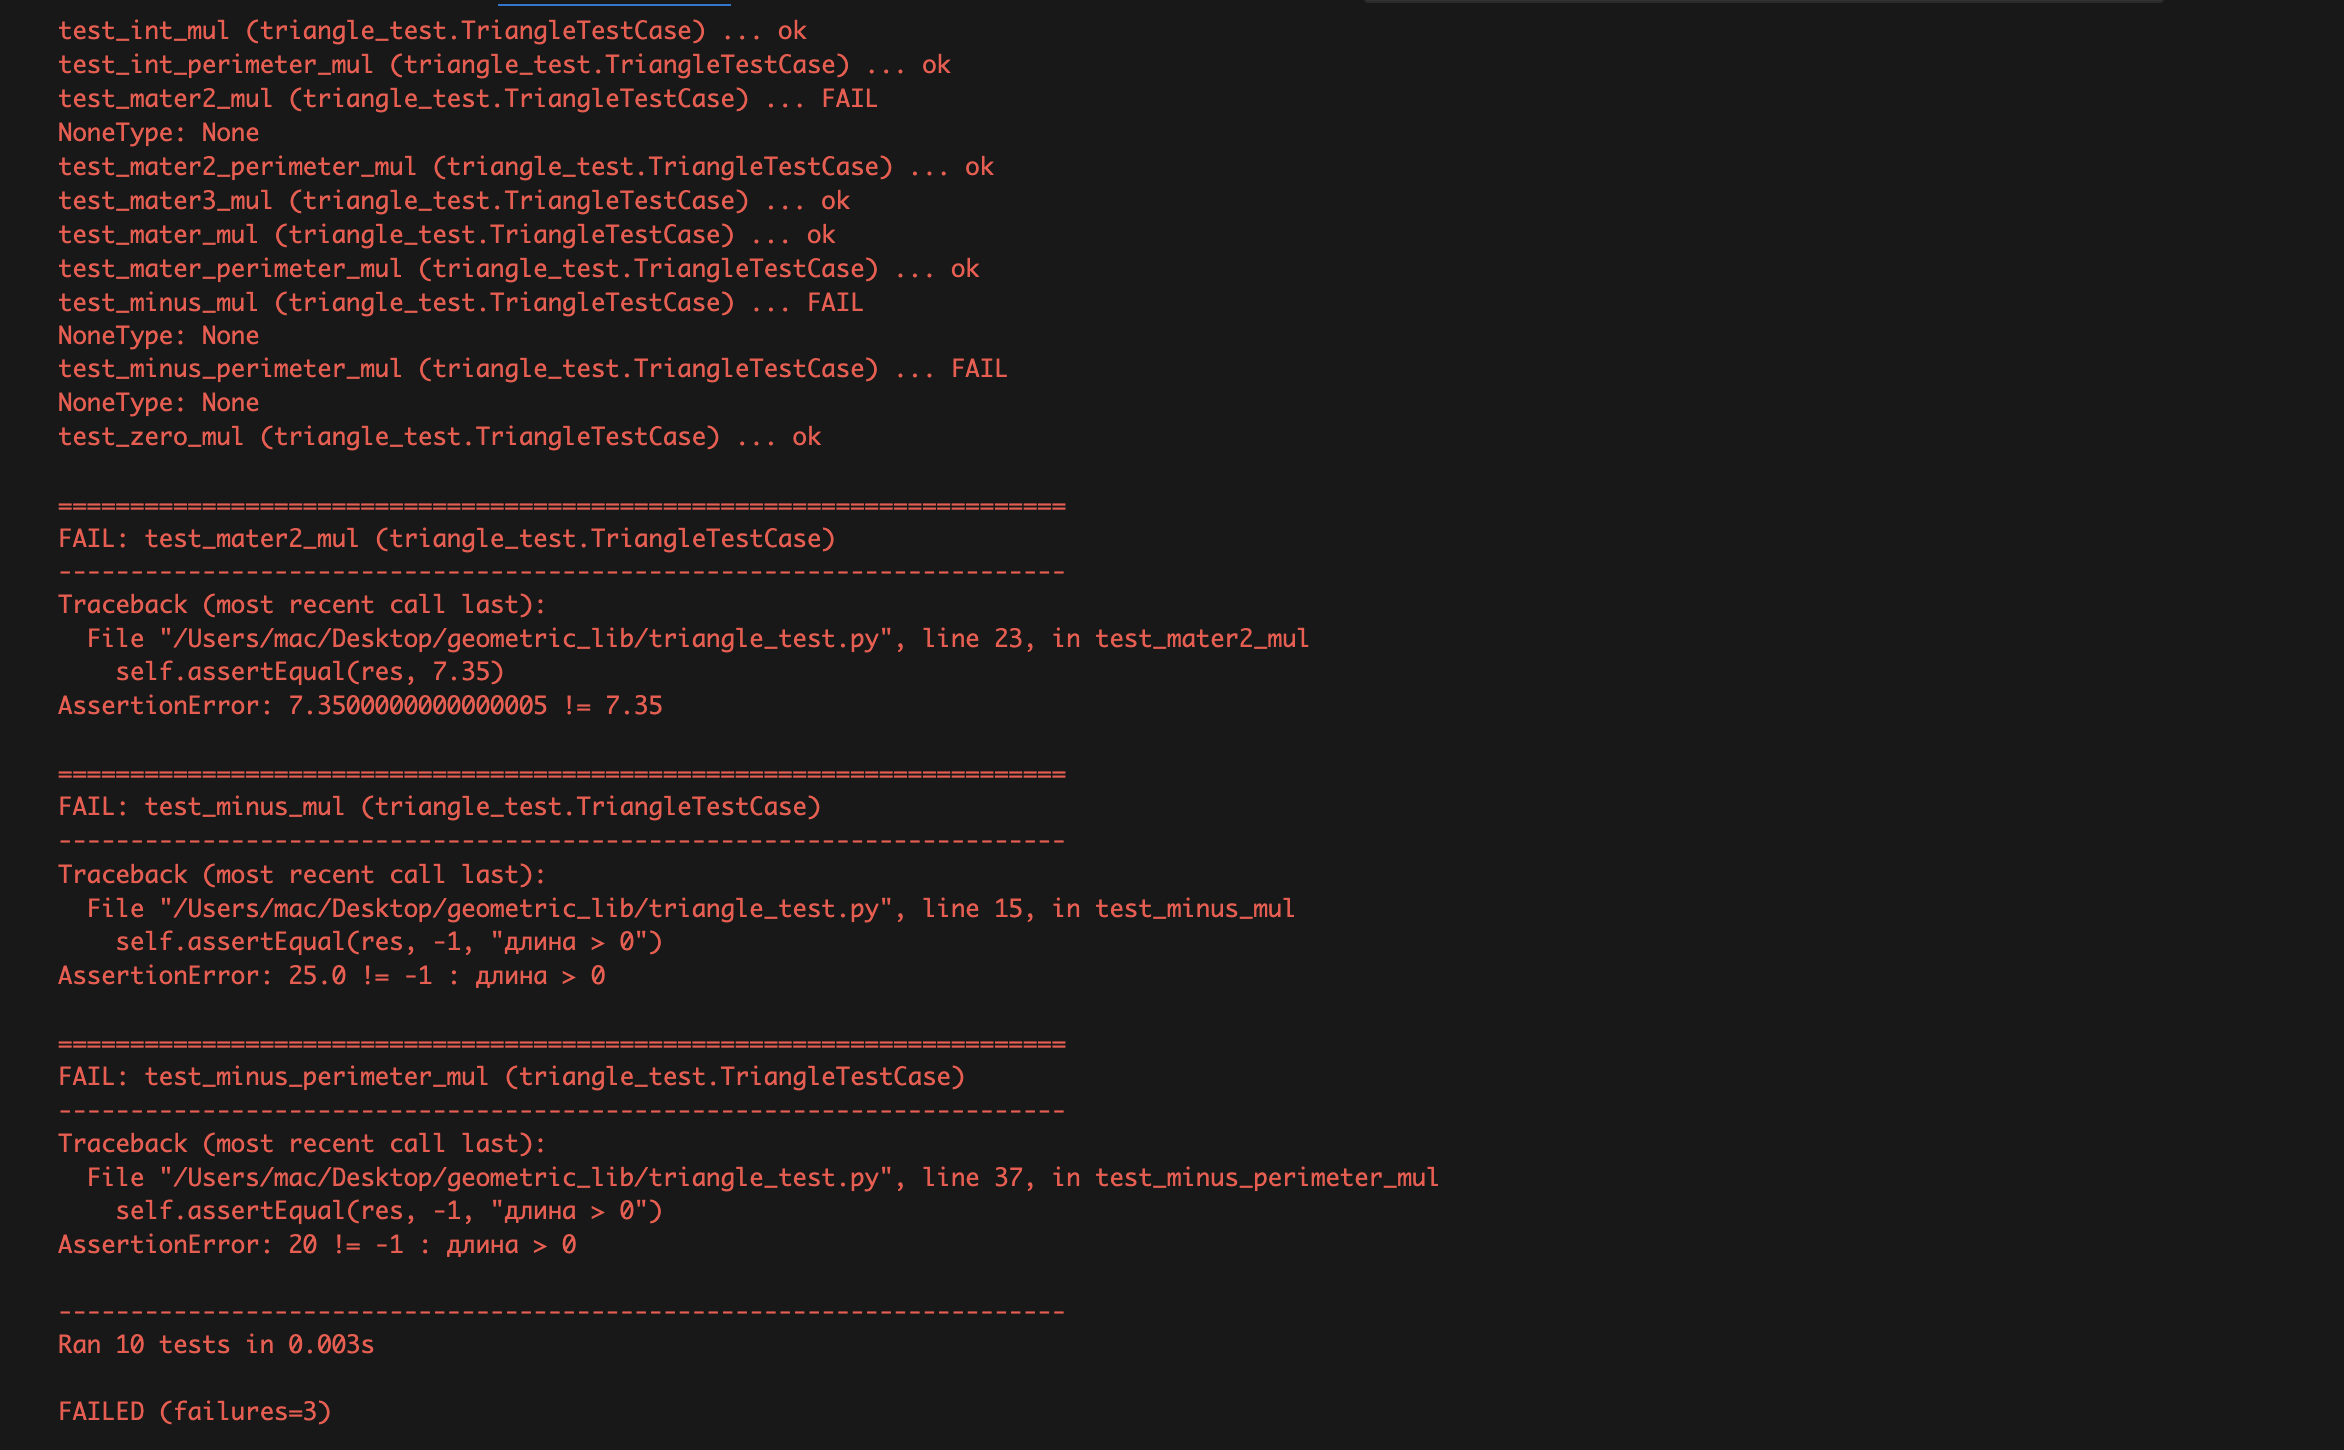 test_int_mul (triangle_test.TriangleTestCase) ... ok
test_int_perimeter_mul (triangle_test.TriangleTestCase) ... ok
test_mater2_mul (triangle_test.TriangleTestCase) ... FAIL
NoneType: None
test_mater2_perimeter_mul (triangle_test.TriangleTestCase) ... ok
test_mater3_mul (triangle_test.TriangleTestCase) ... ok
test_mater_mul (triangle_test.TriangleTestCase) ... ok
test_mater_perimeter_mul (triangle_test.TriangleTestCase) ... ok
test_minus_mul (triangle_test.TriangleTestCase) ... FAIL
NoneType: None
test_minus_perimeter_mul (triangle_test.TriangleTestCase) ... FAIL
NoneType: None
test_zero_mul (triangle_test.TriangleTestCase) ... ok
======================================================================
FAIL: test_mater2_mul (triangle_test.TriangleTestCase)
----------------------------------------------------------------------
Traceback (most recent call last):
  File "/Users/mac/Desktop/geometric_lib/triangle_test.py", line 23, in test_mater2_mul
    self.assertEqual(res, 7.35)
AssertionError: 7.3500000000000005 != 7.35
======================================================================
FAIL: test_minus_mul (triangle_test.TriangleTestCase)
----------------------------------------------------------------------
Traceback (most recent call last):
  File "/Users/mac/Desktop/geometric_lib/triangle_test.py", line 15, in test_minus_mul
    self.assertEqual(res, -1, "длина > 0")
AssertionError: 25.0 != -1 : длина > 0
======================================================================
FAIL: test_minus_perimeter_mul (triangle_test.TriangleTestCase)
----------------------------------------------------------------------
Traceback (most recent call last):
  File "/Users/mac/Desktop/geometric_lib/triangle_test.py", line 37, in test_minus_perimeter_mul
    self.assertEqual(res, -1, "длина > 0")
AssertionError: 20 != -1 : длина > 0
----------------------------------------------------------------------
Ran 10 tests in 0.003s
FAILED (failures=3)